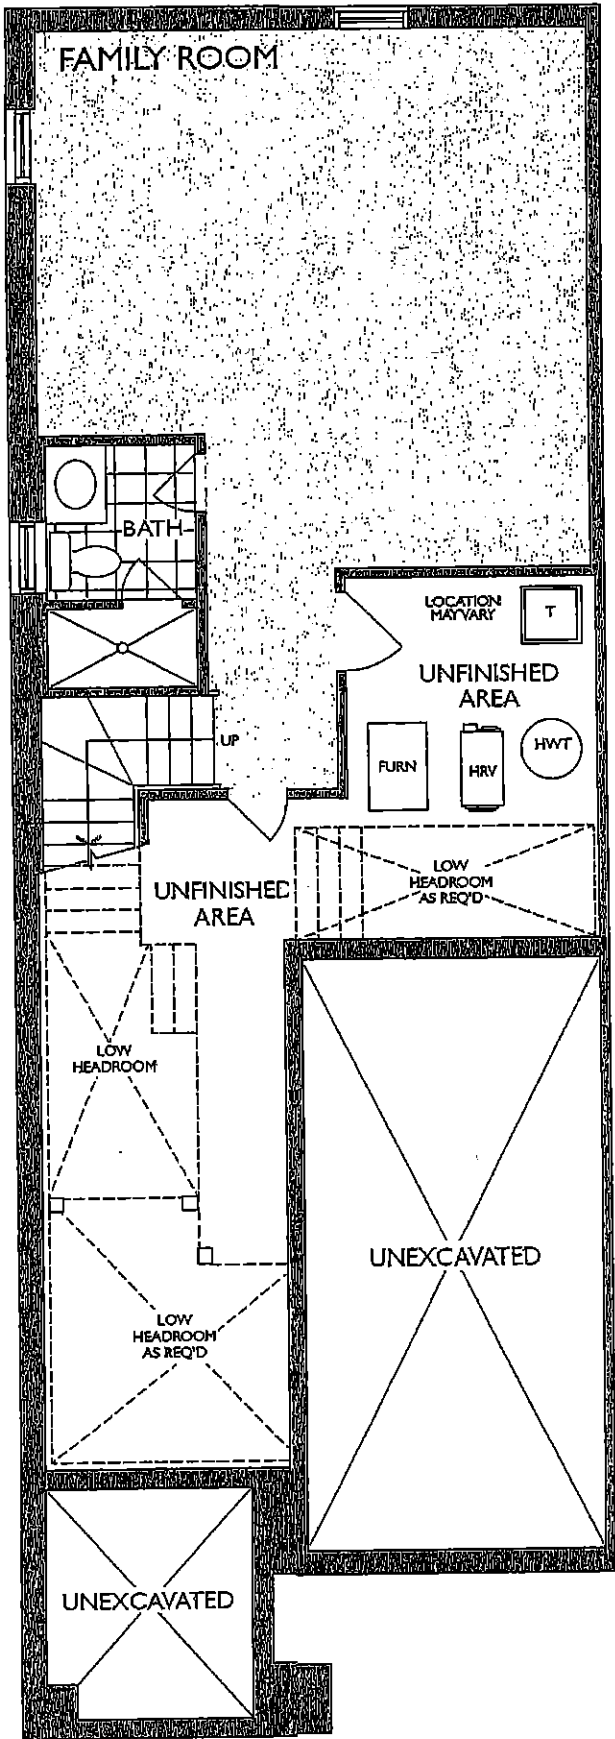 FAMILY ROOM
BATH
LOCATION
MAY VARY
T
UNFINISHED
AREA
UP
FURN
HRV
HWT
LOW
HEADROOM
AS REQ'D
UNFINISHED
AREA
LOW
HEADROOM
UNEXCAVATED
LOW
HEADROOM
AS REQ'D
UNEXCAVATED